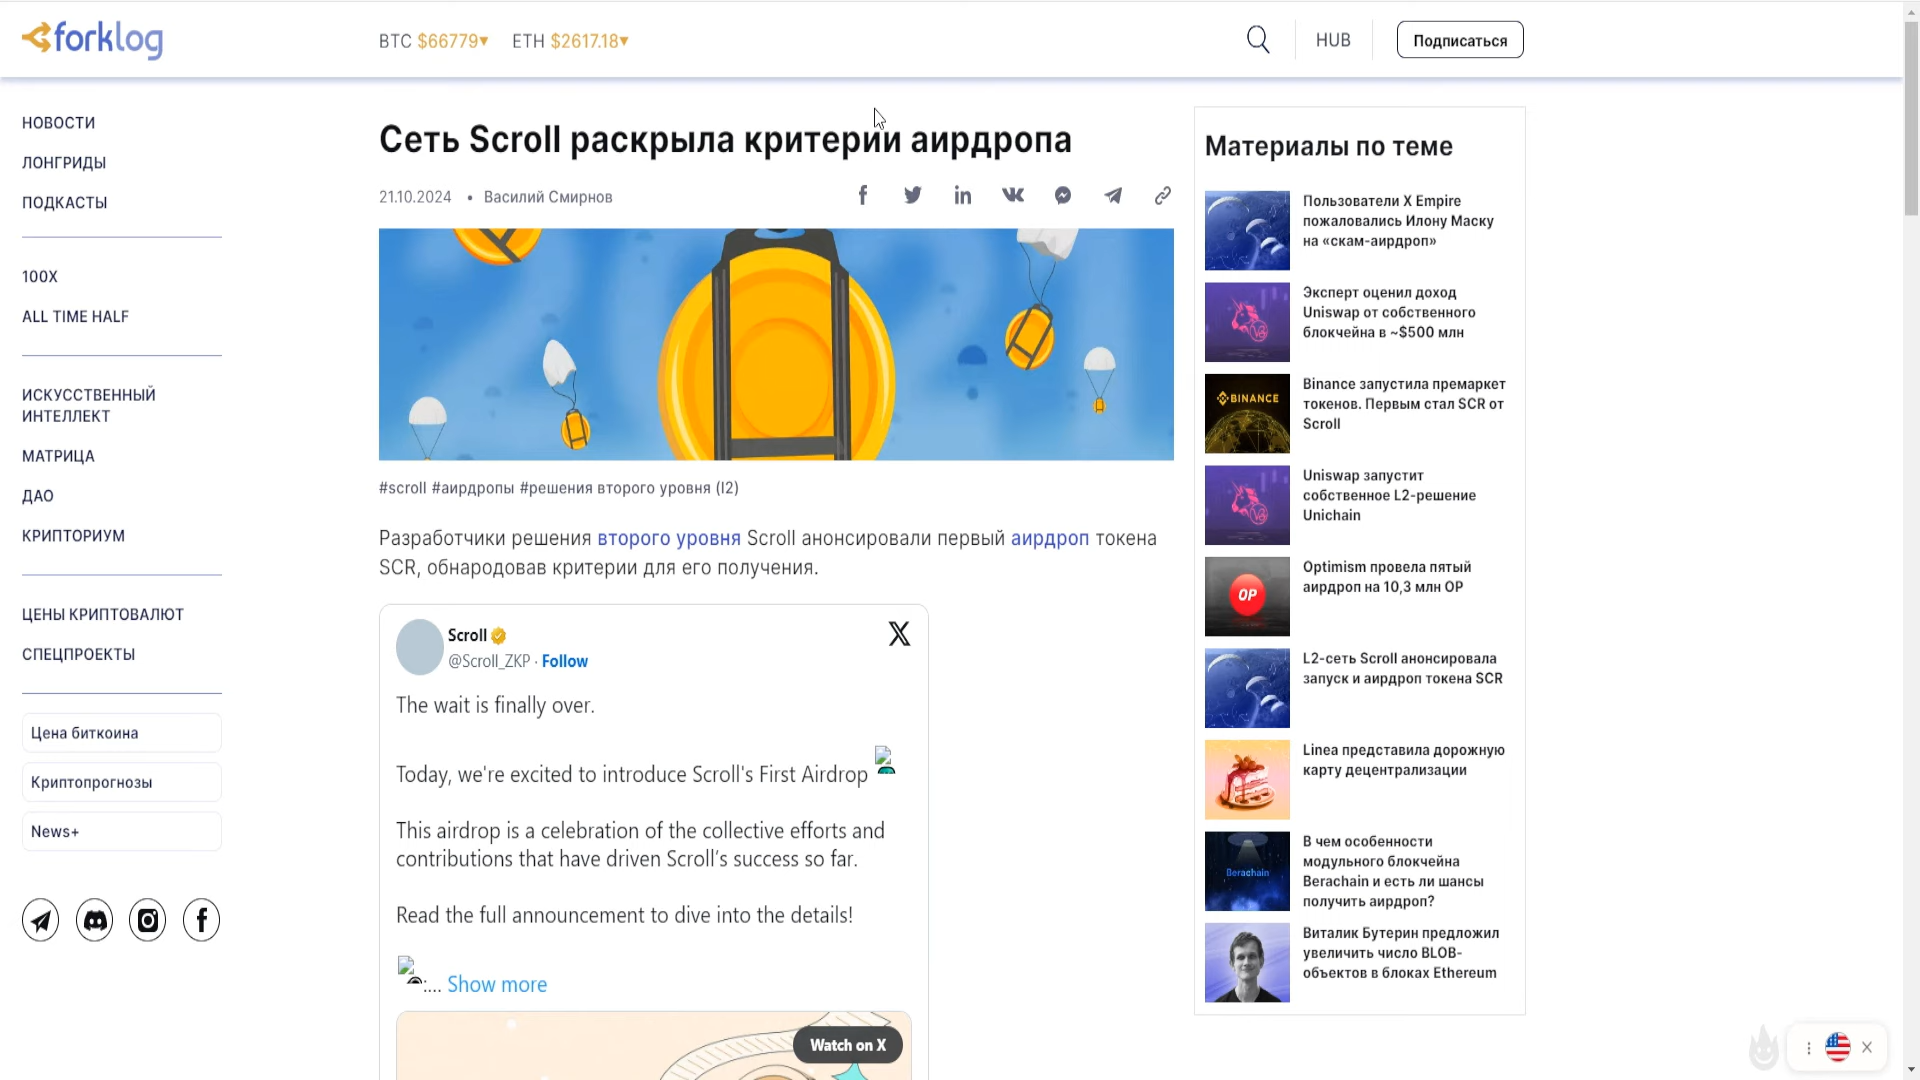 forklog
BTC $66779▾ ETH $2617.18▾
HUB
Подписаться
НОВОСТИ
ЛОНГРИДЫ
ПОДКАСТЫ
100X
ALL TIME HALF
ИСКУССТВЕННЫЙ
ИНТЕЛЛЕКТ
МАТРИЦА
ДАО
КРИПТОРИУМ
ЦЕНЫ КРИПТОВАЛЮТ
СПЕЦПРОЕКТЫ
Цена биткоина
Криптопрогнозы
News+
Сеть Scroll раскрыла критерии аирдропа
21.10.2024 • Василий Смирнов
#scroll #аирдропы #решения второго уровня (l2)
Разработчики решения второго уровня Scroll анонсировали первый аирдроп токена
SCR, обнародовав критерии для его получения.
Scroll
@Scroll_ZKP · Follow
The wait is finally over.
Today, we're excited to introduce Scroll's First Airdrop
This airdrop is a celebration of the collective efforts and
contributions that have driven Scroll’s success so far.
Read the full announcement to dive into the details!
:… Show more
Watch on X
Материалы по теме
Пользователи X Empire
пожаловались Илону Маску
на «скам-аирдроп»
Эксперт оценил доход
Uniswap от собственного
блокчейна в ~$500 млн
BINANCE
Binance запустила премаркет
токенов. Первым стал SCR от
Scroll
Uniswap запустит
собственное L2-решение
Unichain
OP
Optimism провела пятый
аирдроп на 10,3 млн OP
L2-сеть Scroll анонсировала
запуск и аирдроп токена SCR
Linea представила дорожную
карту децентрализации
Berachain
В чем особенности
модульного блокчейна
Berachain и есть ли шансы
получить аирдроп?
Виталик Бутерин предложил
увеличить число BLOB-
объектов в блоках Ethereum